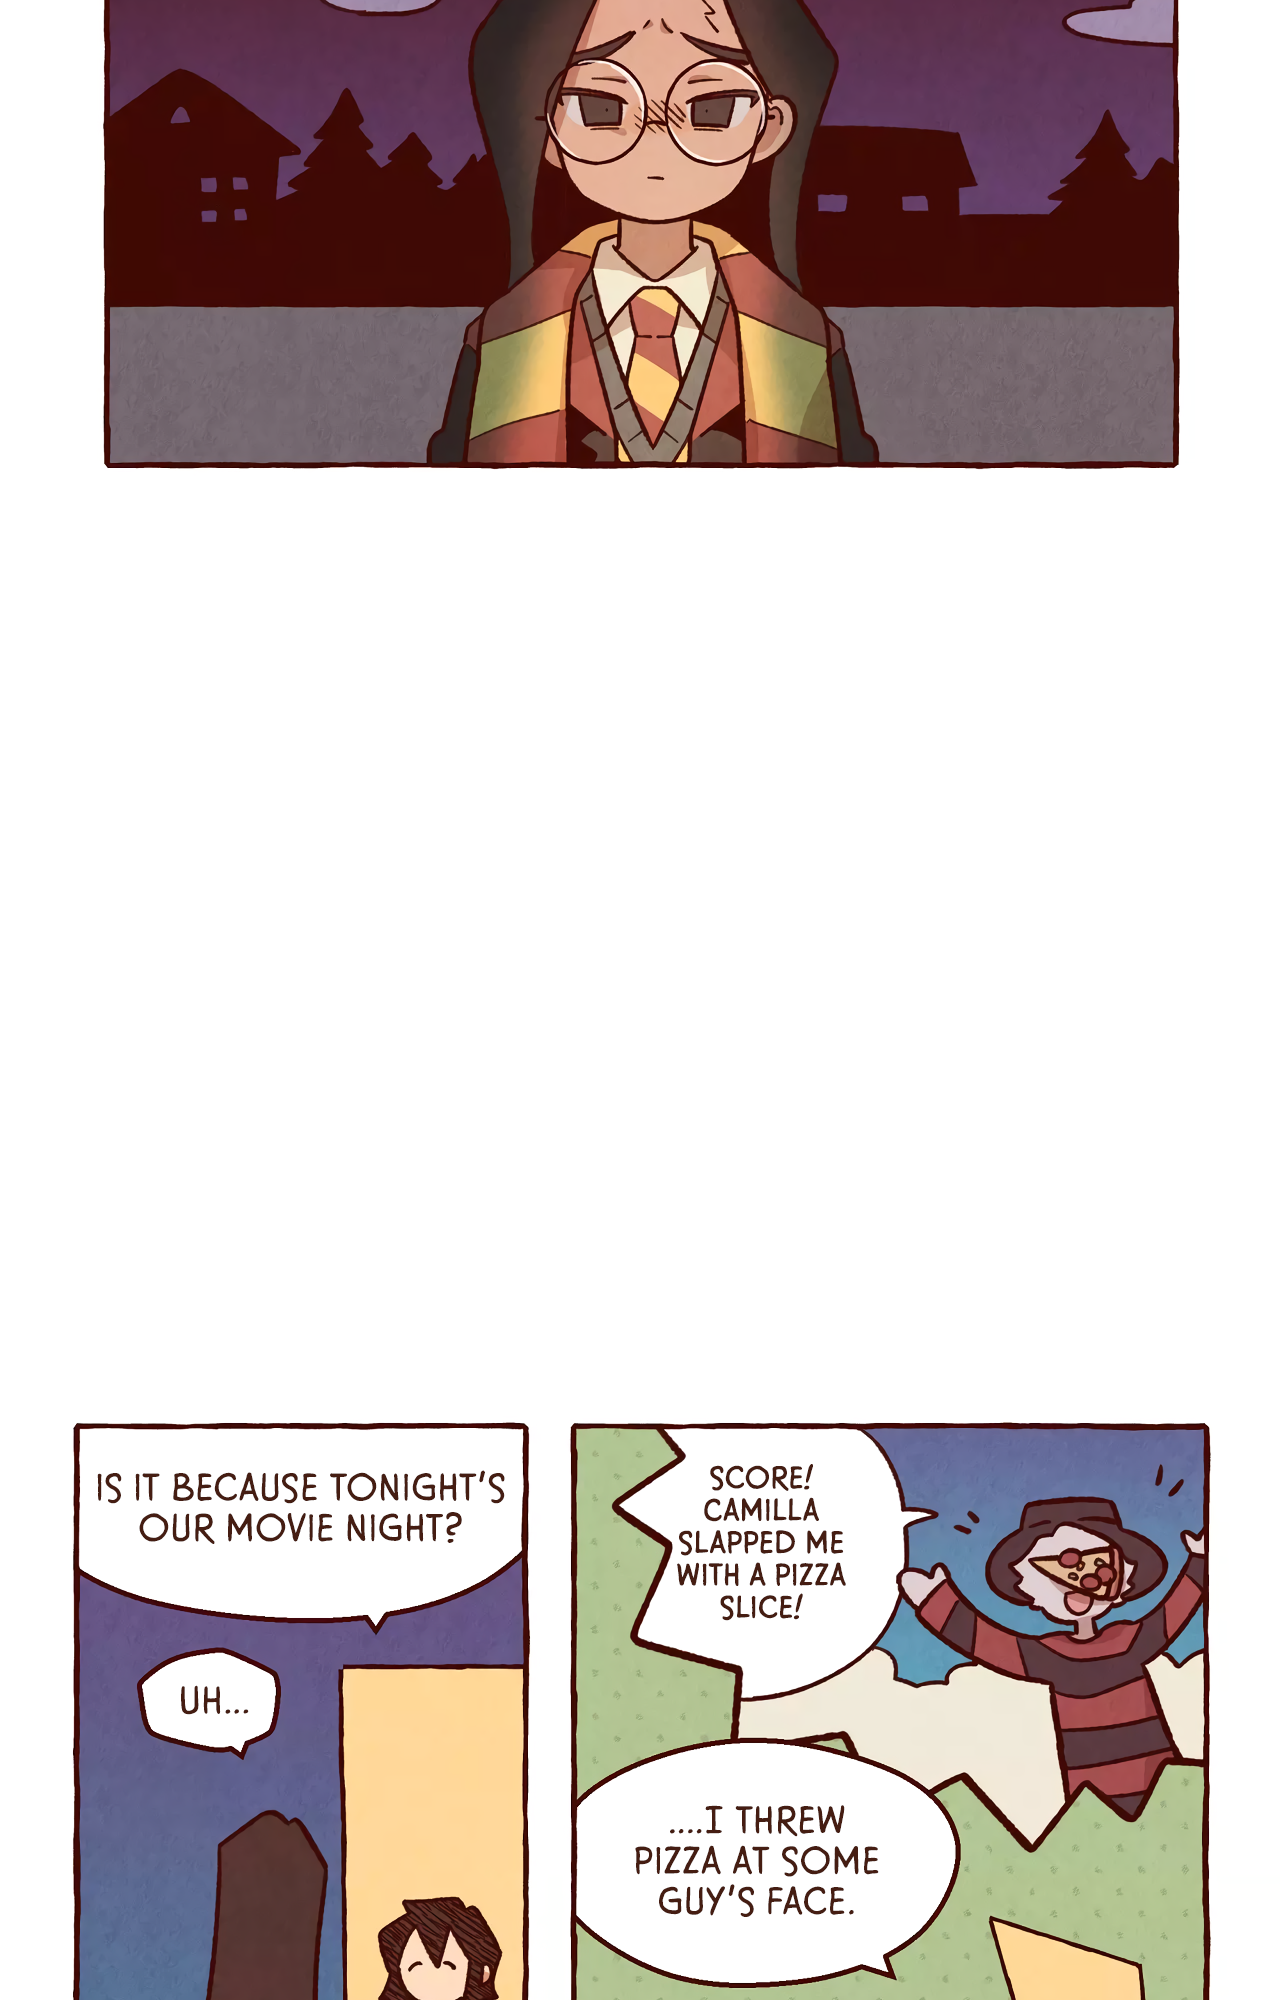 IS IT BECAUSE TONIGHT'S
OUR MOVIE NIGHT?
UH...
SCORE!
CAMILLA
SLAPPED ME
WITH A PIZZA
SLICE!
....I THREW
PIZZA AT SOME
GUY'S FACE.